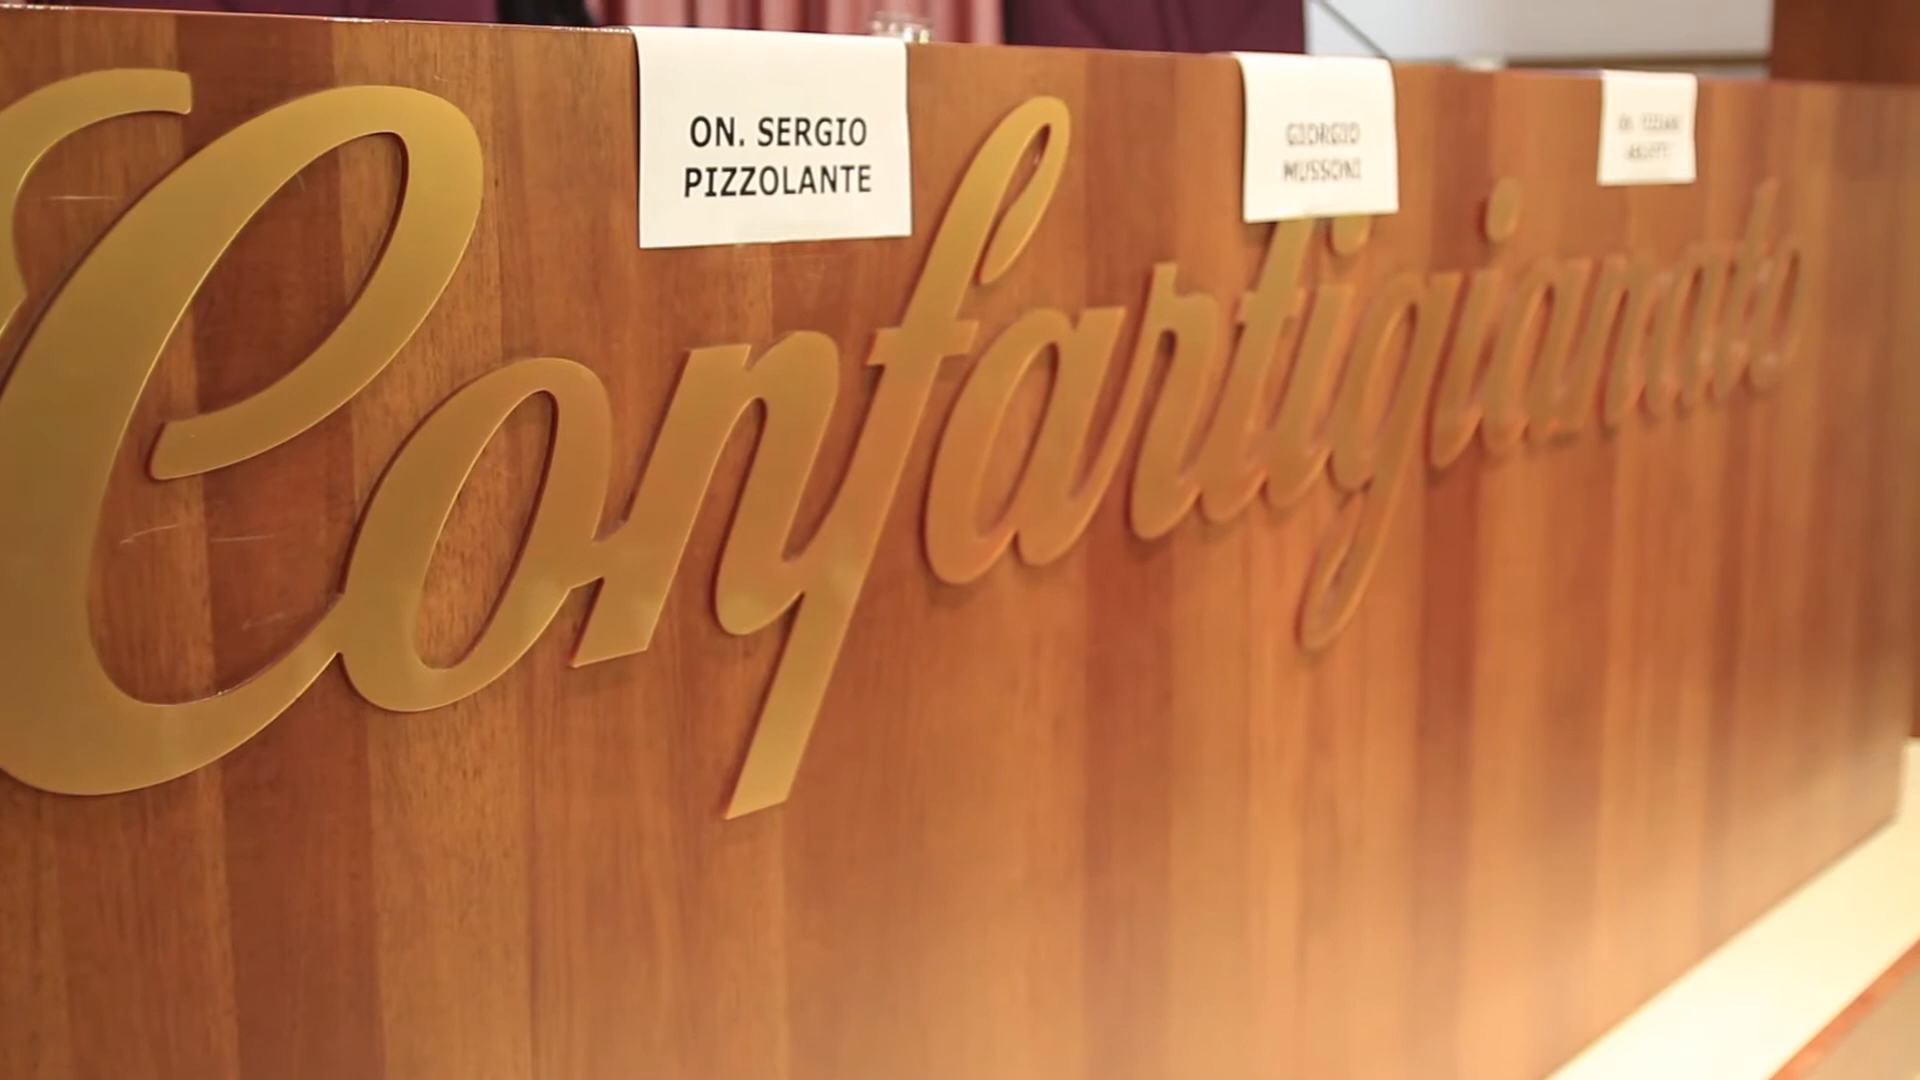 ON. SERGIO
PIZZOLANTE
GIORGIO
MUSSONI
Confartigianato